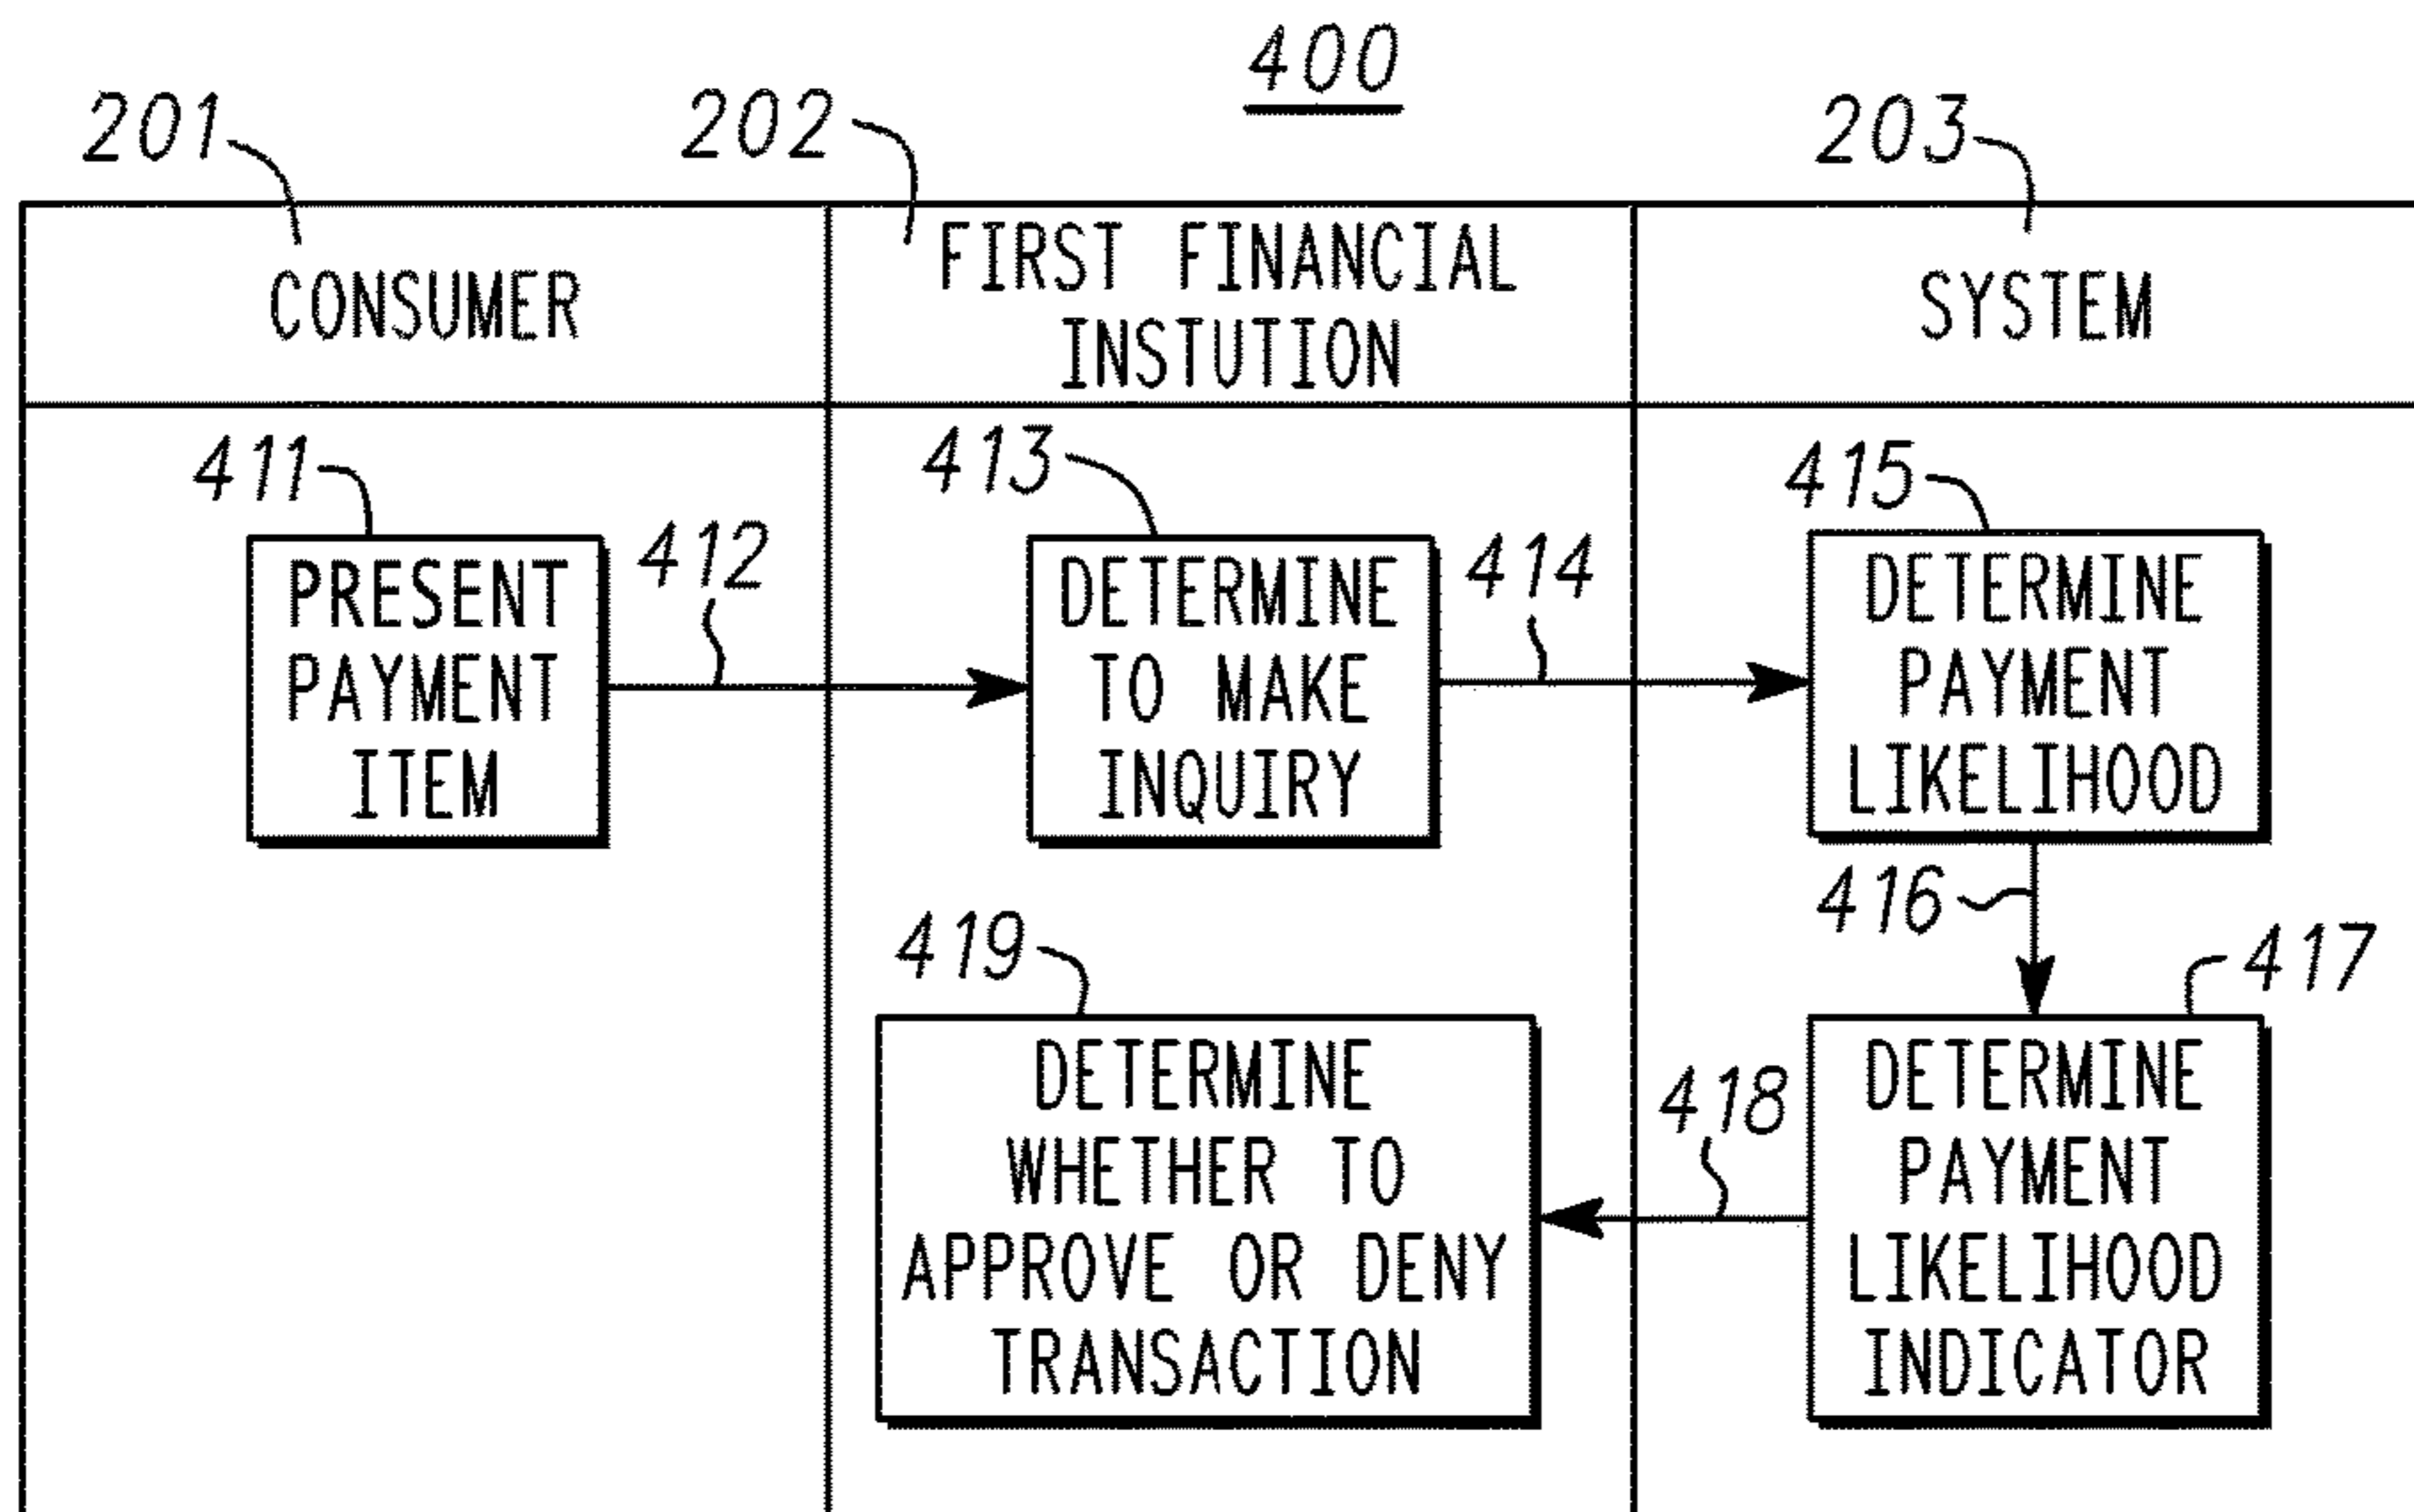 400
201
202
203
CONSUMER
FIRST FINANCIAL
INSTUTION
SYSTEM
411
412
413
414
415
PRESENT
PAYMENT
ITEM
DETERMINE
TO MAKE
INQUIRY
DETERMINE
PAYMENT
LIKELIHOOD
416
417
418
419
DETERMINE
WHETHER TO
APPROVE OR DENY
TRANSACTION
DETERMINE
PAYMENT
LIKELIHOOD
INDICATOR